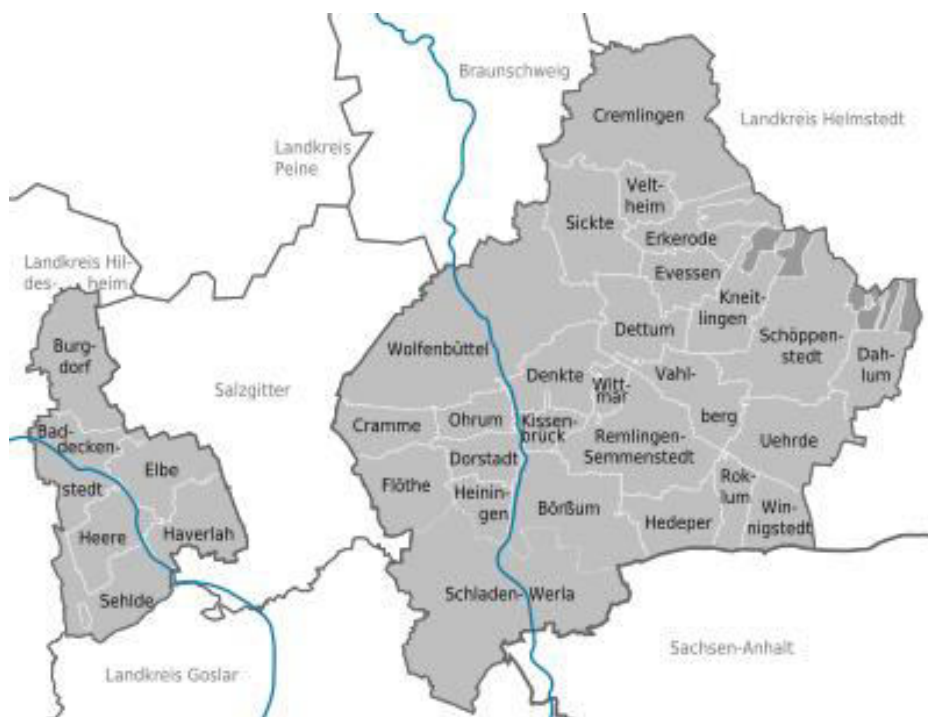 Braunschweig
Cremlingen
Landkreis Helmstedt
Landkreis
Peine
Velt-
heim
Sickte
Erkerode
Landkreis Hil-
des- heim
Evessen
Kneit-
lingen
Dettum
Schöppen-
stedt
Burg-
dorf
Wolfenbüttel
Salzgitter
Denkte
Witt-
mar
Vahl-
berg
Dah-
lum
Cramme
Ohrum
Kissen-
brück
Bad-
decken-
stedt
Elbe
Dorstadt
Remlingen-
Semmenstedt
Uehrde
Flöthe
Heinin-
gen
Börßum
Rok-
lum
Win-
nigstedt
Heere
Haverlah
Hedeper
Sehlde
Schladen-Werla
Landkreis Goslar
Sachsen-Anhalt